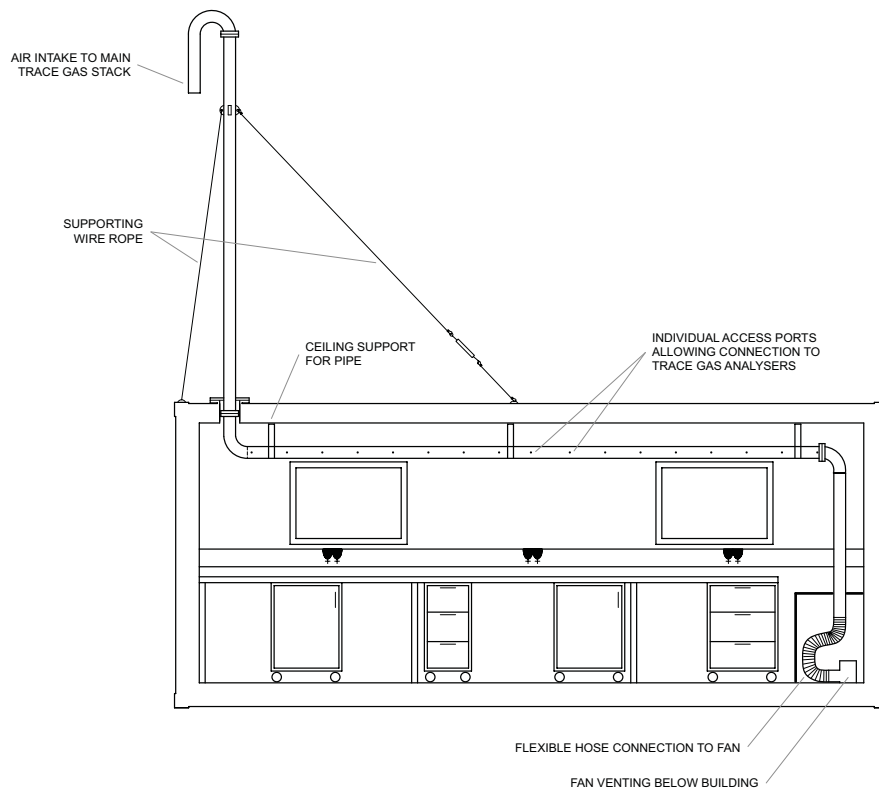 AIR INTAKE TO MAIN
TRACE GAS STACK
SUPPORTING
WIRE ROPE
CEILING SUPPORT
FOR PIPE
INDIVIDUAL ACCESS PORTS
ALLOWING CONNECTION TO
TRACE GAS ANALYSERS
FLEXIBLE HOSE CONNECTION TO FAN
FAN VENTING BELOW BUILDING